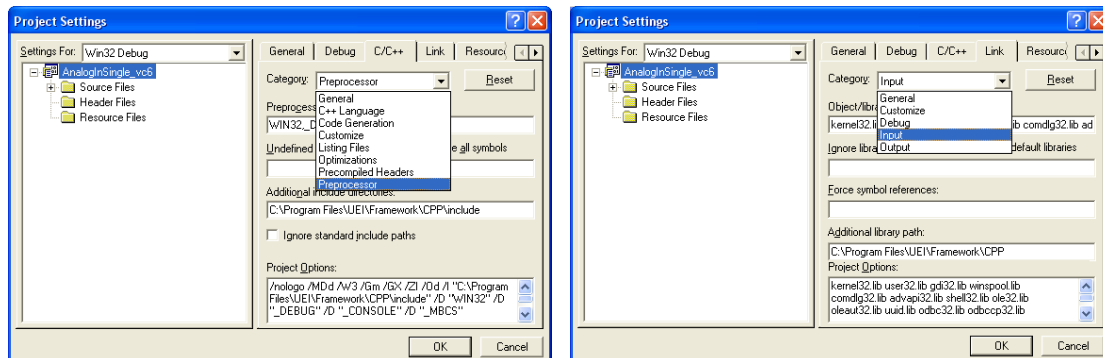 Project Settings
Settings For: Win32 Debug
AnalogInSingle_vc6
Source Files
Header Files
Resource Files
General Debug C/C++ Link Resourc
Category: Preprocessor Reset
General
C++ Language
Code Generation
Customize
Listing Files
Optimizations
Precompiled Headers
Preprocessor
Preproces
WIN32,_D
Undefined all symbols
Additional include directories:
C:\Program Files\UEI\Framework\CPP\include
Ignore standard include paths
Project Options:
/nologo /MDd /W3 /Gm /GX /ZI /Od /I "C:\Program
Files\UEI\Framework\CPP\include" /D "WIN32" /D
"_DEBUG" /D "_CONSOLE" /D "_MBCS"
OK Cancel
Project Settings
Settings For: Win32 Debug
AnalogInSingle_vc6
Source Files
Header Files
Resource Files
General Debug C/C++ Link Resourc
Category: Input Reset
General
Customize
Debug
Input
Output
Object/libra
kernel32.li b comdlg32.lib ad
Ignore libra default libraries
Force symbol references:
Additional library path:
C:\Program Files\UEI\Framework\CPP
Project Options:
kernel32.lib user32.lib gdi32.lib winspool.lib
comdlg32.lib advapi32.lib shell32.lib ole32.lib
oleaut32.lib uuid.lib odbc32.lib odbccp32.lib
OK Cancel